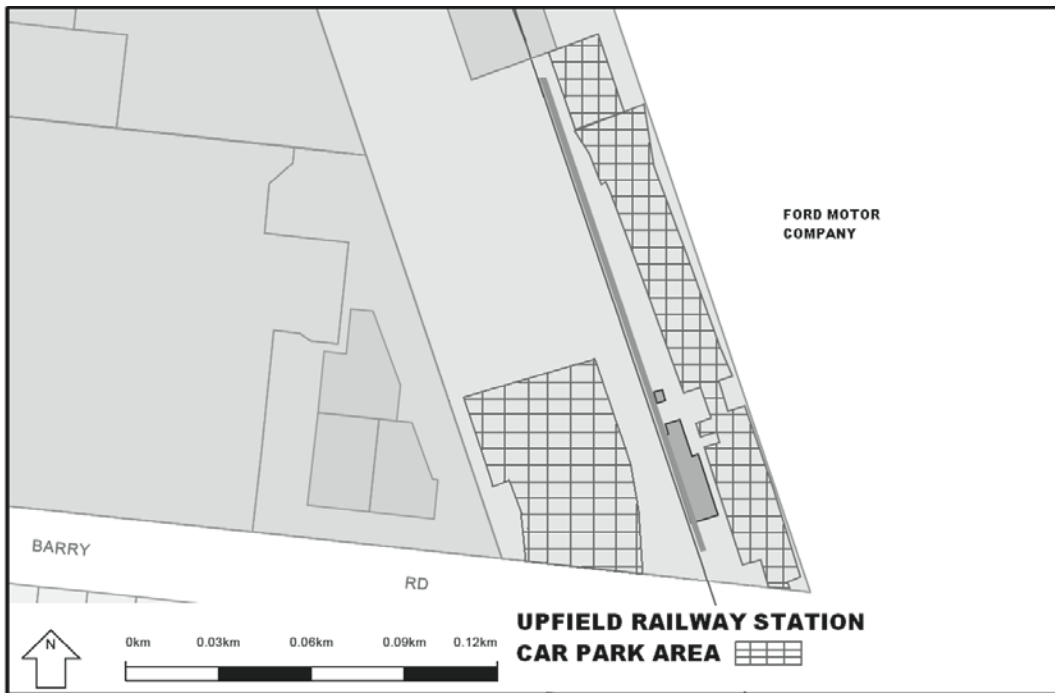 FORD MOTOR
COMPANY
BARRY
RD
N
0km 0.03km 0.06km 0.09km 0.12km
UPFIELD RAILWAY STATION
CAR PARK AREA